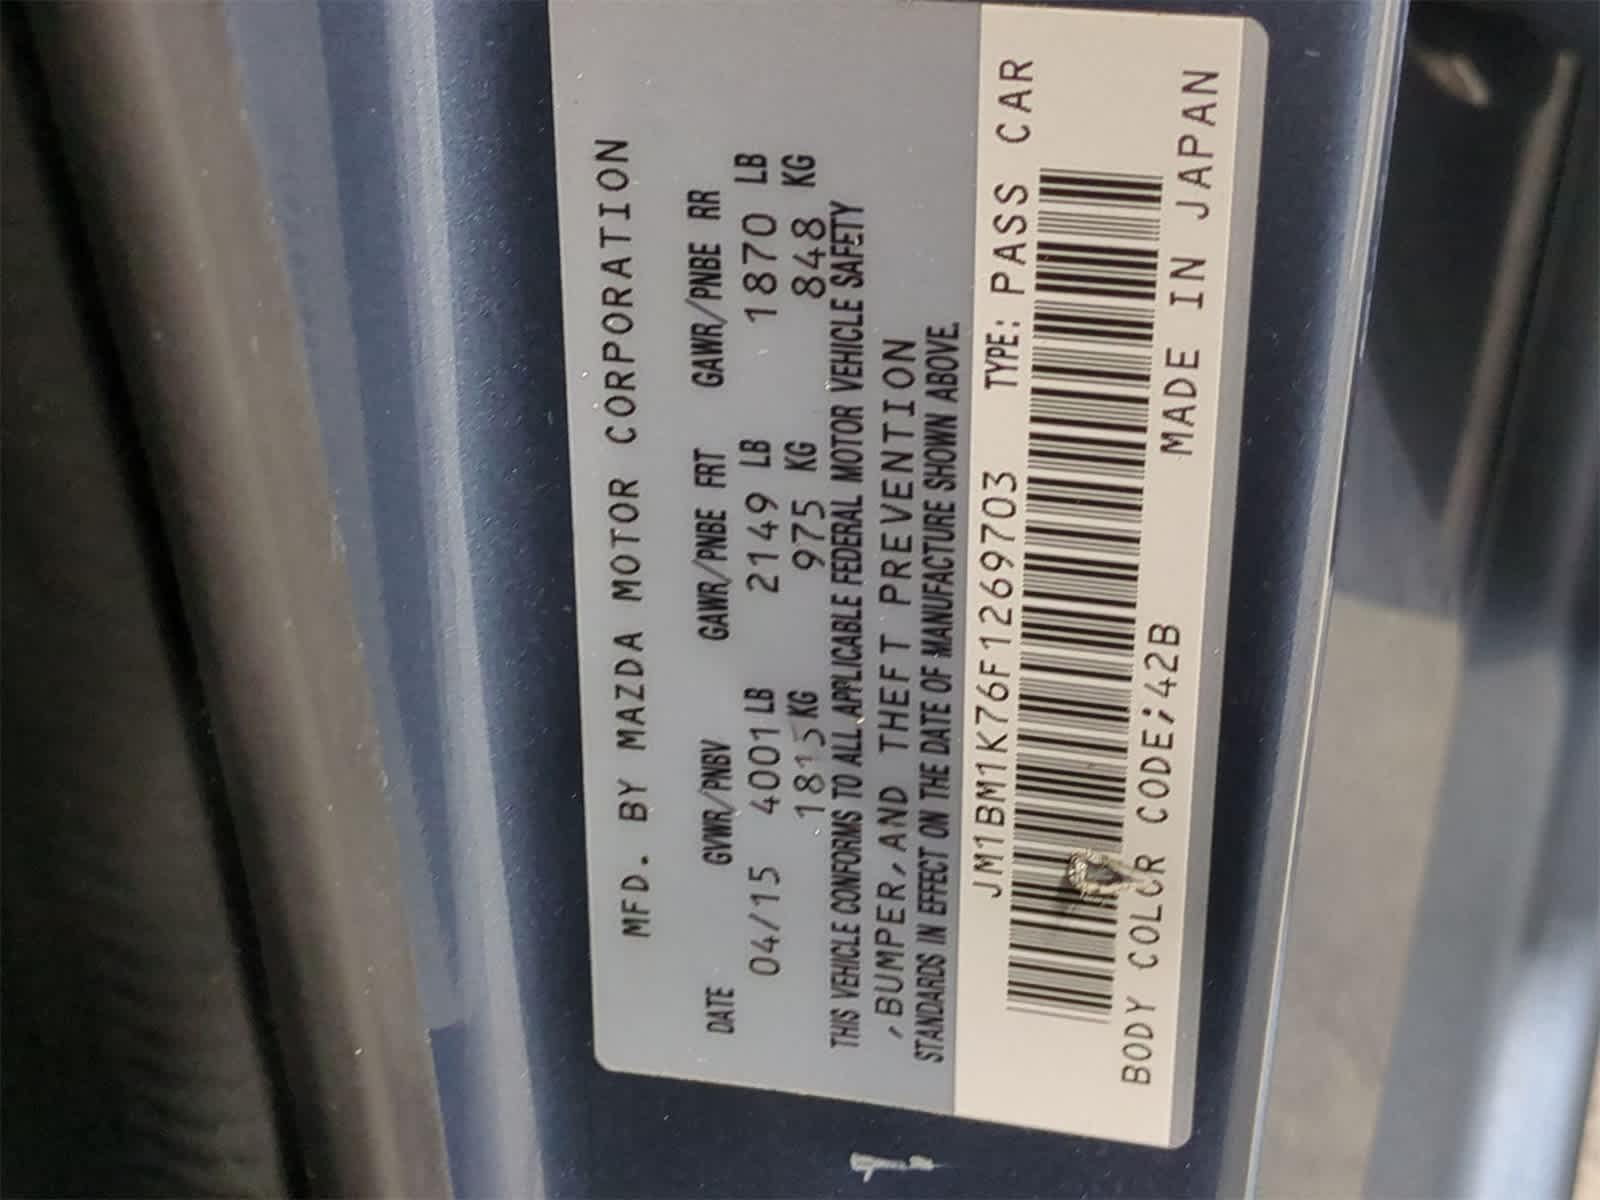 MFD. BY MAZDA MOTOR CORPORATION
DATE GVWR/PNBV GAWR/PNBE FRT GAWR/PNBE RR
04/15 4001 LB 2149 LB 1870 LB
1815 KG 975 KG 848 KG
THIS VEHICLE CONFORMS TO ALL APPLICABLE FEDERAL MOTOR VEHICLE SAFETY
,BUMPER,AND THEFT PREVENTION
STANDARDS IN EFFECT ON THE DATE OF MANUFACTURE SHOWN ABOVE.
JM1BM1K76F1269703 TYPE: PASS CAR
BODY COLOR CODE:42B MADE IN JAPAN